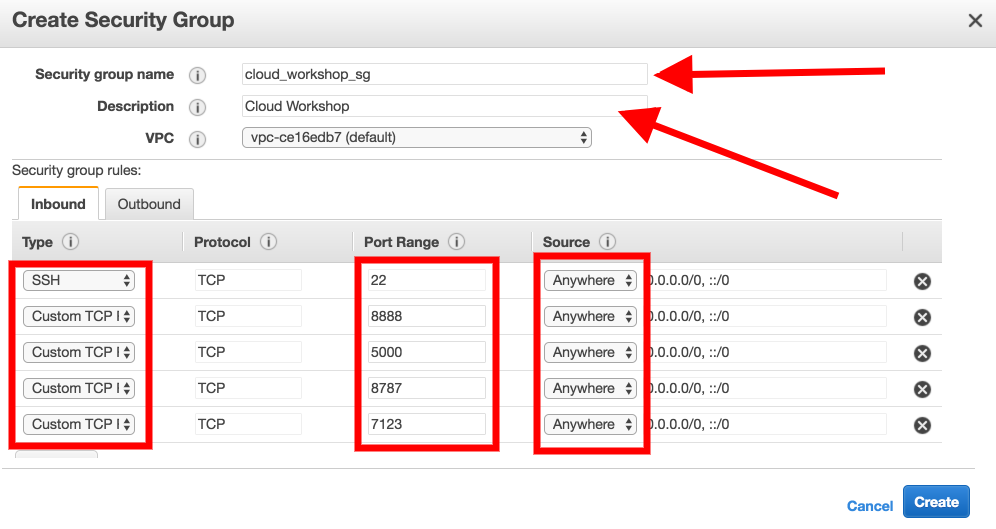 Create Security Group
Security group name cloud_workshop_sg
Description Cloud Workshop
VPC vpc-ce16edb7 (default)
Security group rules:
Inbound Outbound
Type Protocol Port Range Source
SSH TCP 22 Anywhere 0.0.0.0/0, ::/0
Custom TCP TCP 8888 Anywhere 0.0.0.0/0, ::/0
Custom TCP TCP 5000 Anywhere 0.0.0.0/0, ::/0
Custom TCP TCP 8787 Anywhere 0.0.0.0/0, ::/0
Custom TCP TCP 7123 Anywhere 0.0.0.0/0, ::/0
Cancel Create